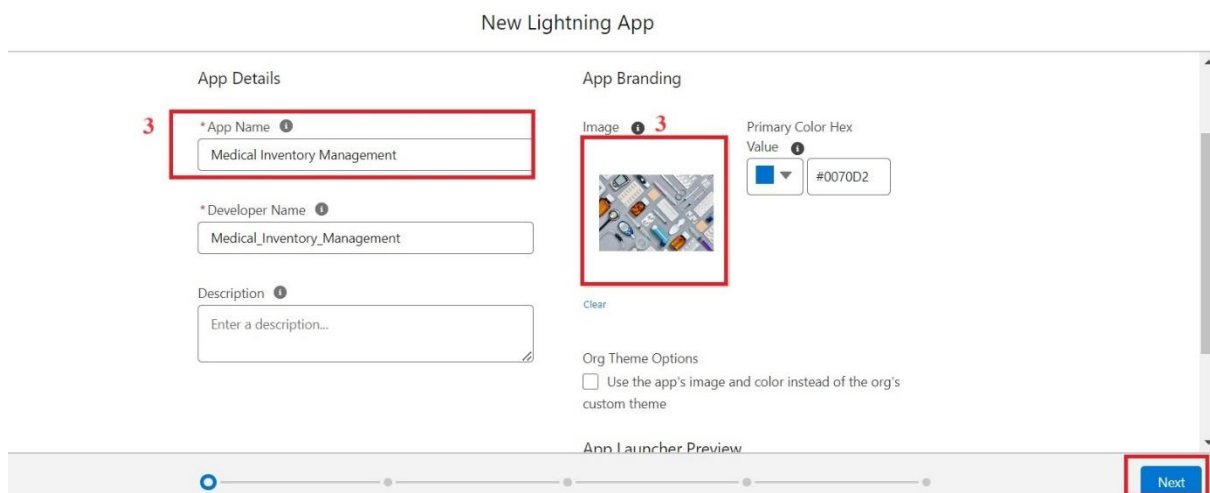 New Lightning App
App Details
App Branding
3
*App Name
Medical Inventory Management
Image
3
Primary Color Hex
Value
#0070D2
*Developer Name
Medical_Inventory_Management
Description
Enter a description...
Clear
Org Theme Options
Use the app's image and color instead of the org's
custom theme
App Launcher Preview
Next